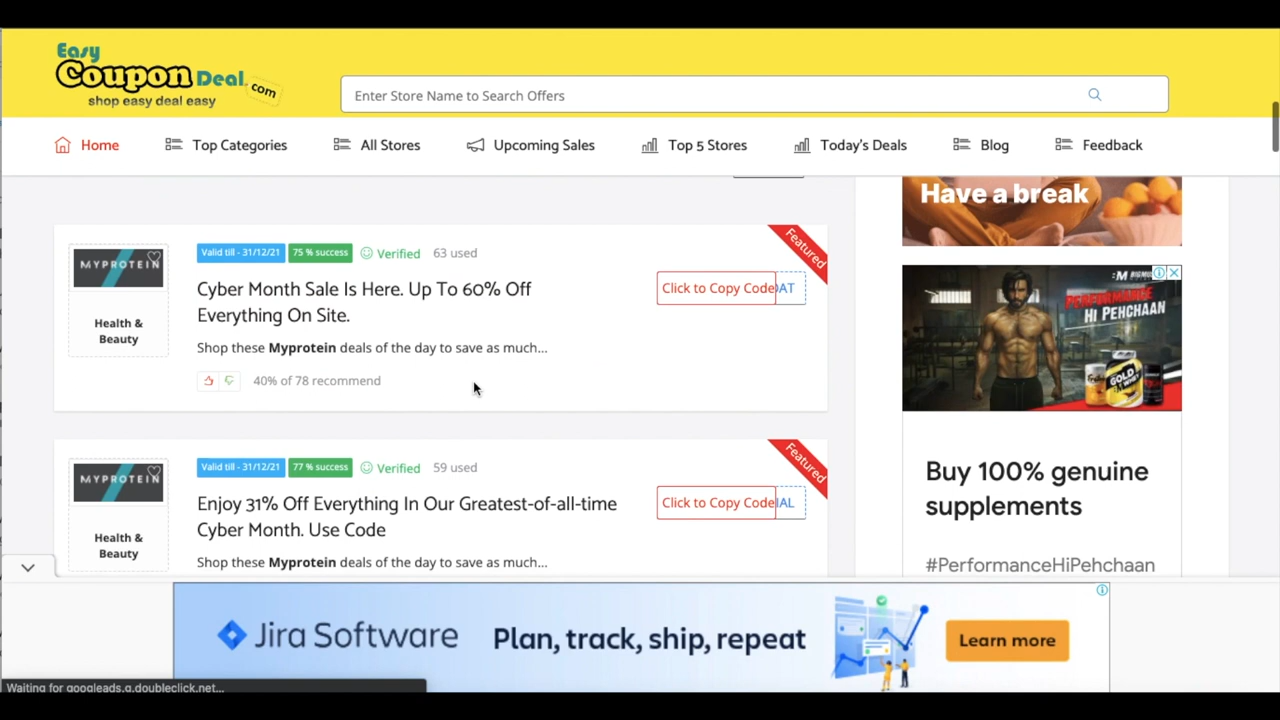 Easy
Coupon Deal.com
shop easy deal easy
Enter Store Name to Search Offers
Home
Top Categories
All Stores
Upcoming Sales
Top 5 Stores
Today's Deals
Blog
Feedback
Have a break
MYPROTEIN
Health &
Beauty
Valid till - 31/12/21
75 % success
Verified
63 used
Featured
Cyber Month Sale Is Here. Up To 60% Off
Everything On Site.
Click to Copy Code
AT
Shop these Myprotein deals of the day to save as much...
40% of 78 recommend
MYPROTEIN
Health &
Beauty
Valid till - 31/12/21
77 % success
Verified
59 used
Featured
Enjoy 31% Off Everything In Our Greatest-of-all-time
Cyber Month. Use Code
Click to Copy Code
IAL
Shop these Myprotein deals of the day to save as much...
PERFORMANCE
HI PEHCHAAN
GOLD
WHEY
Buy 100% genuine
supplements
#PerformanceHiPehchaan
Jira Software
Plan, track, ship, repeat
Learn more
Waiting for googleads.g.doubleclick.net...